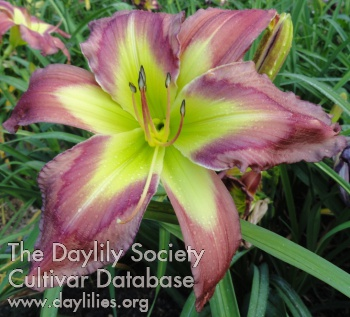 The Daylily Society
Cultivar Database
www.daylilies.org